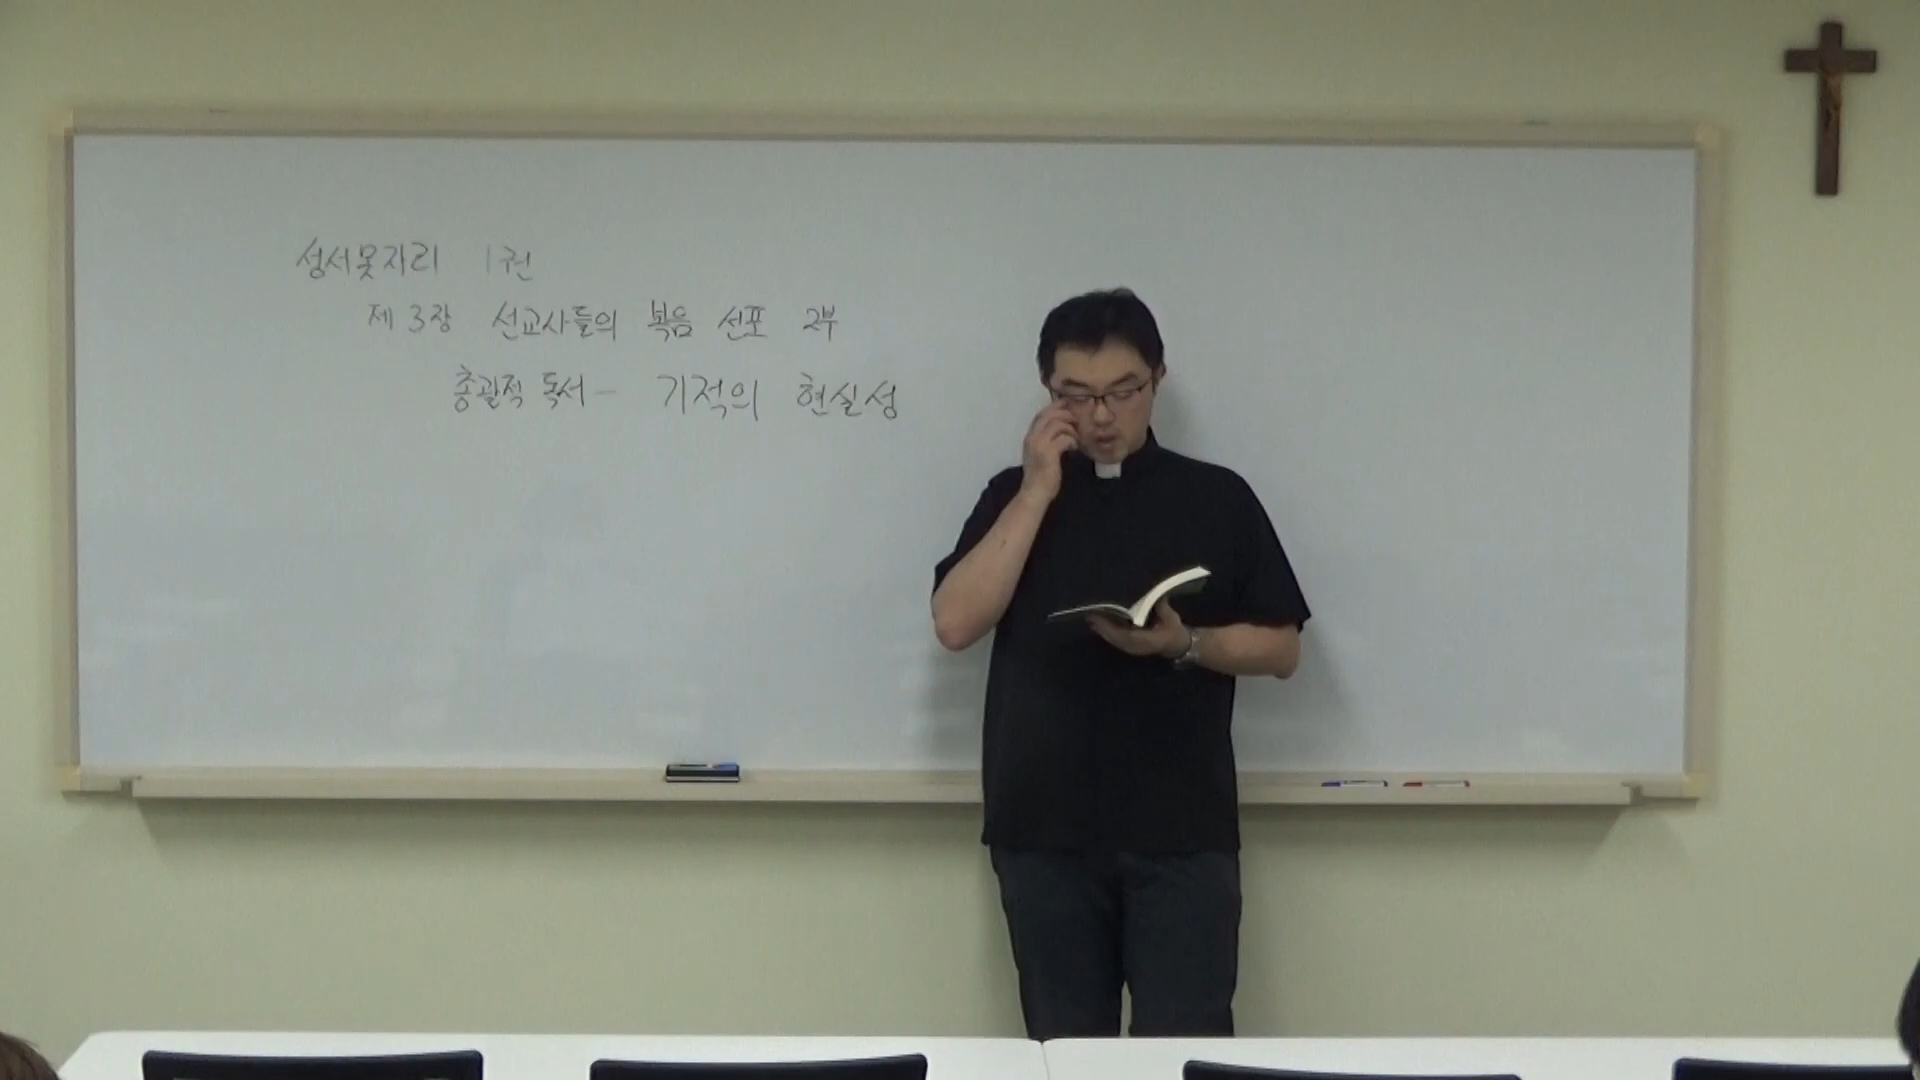 성서못자리 1권
제 3장 선교사들의 복음 선포 2부
총괄적 독서 - 기적의 현실성